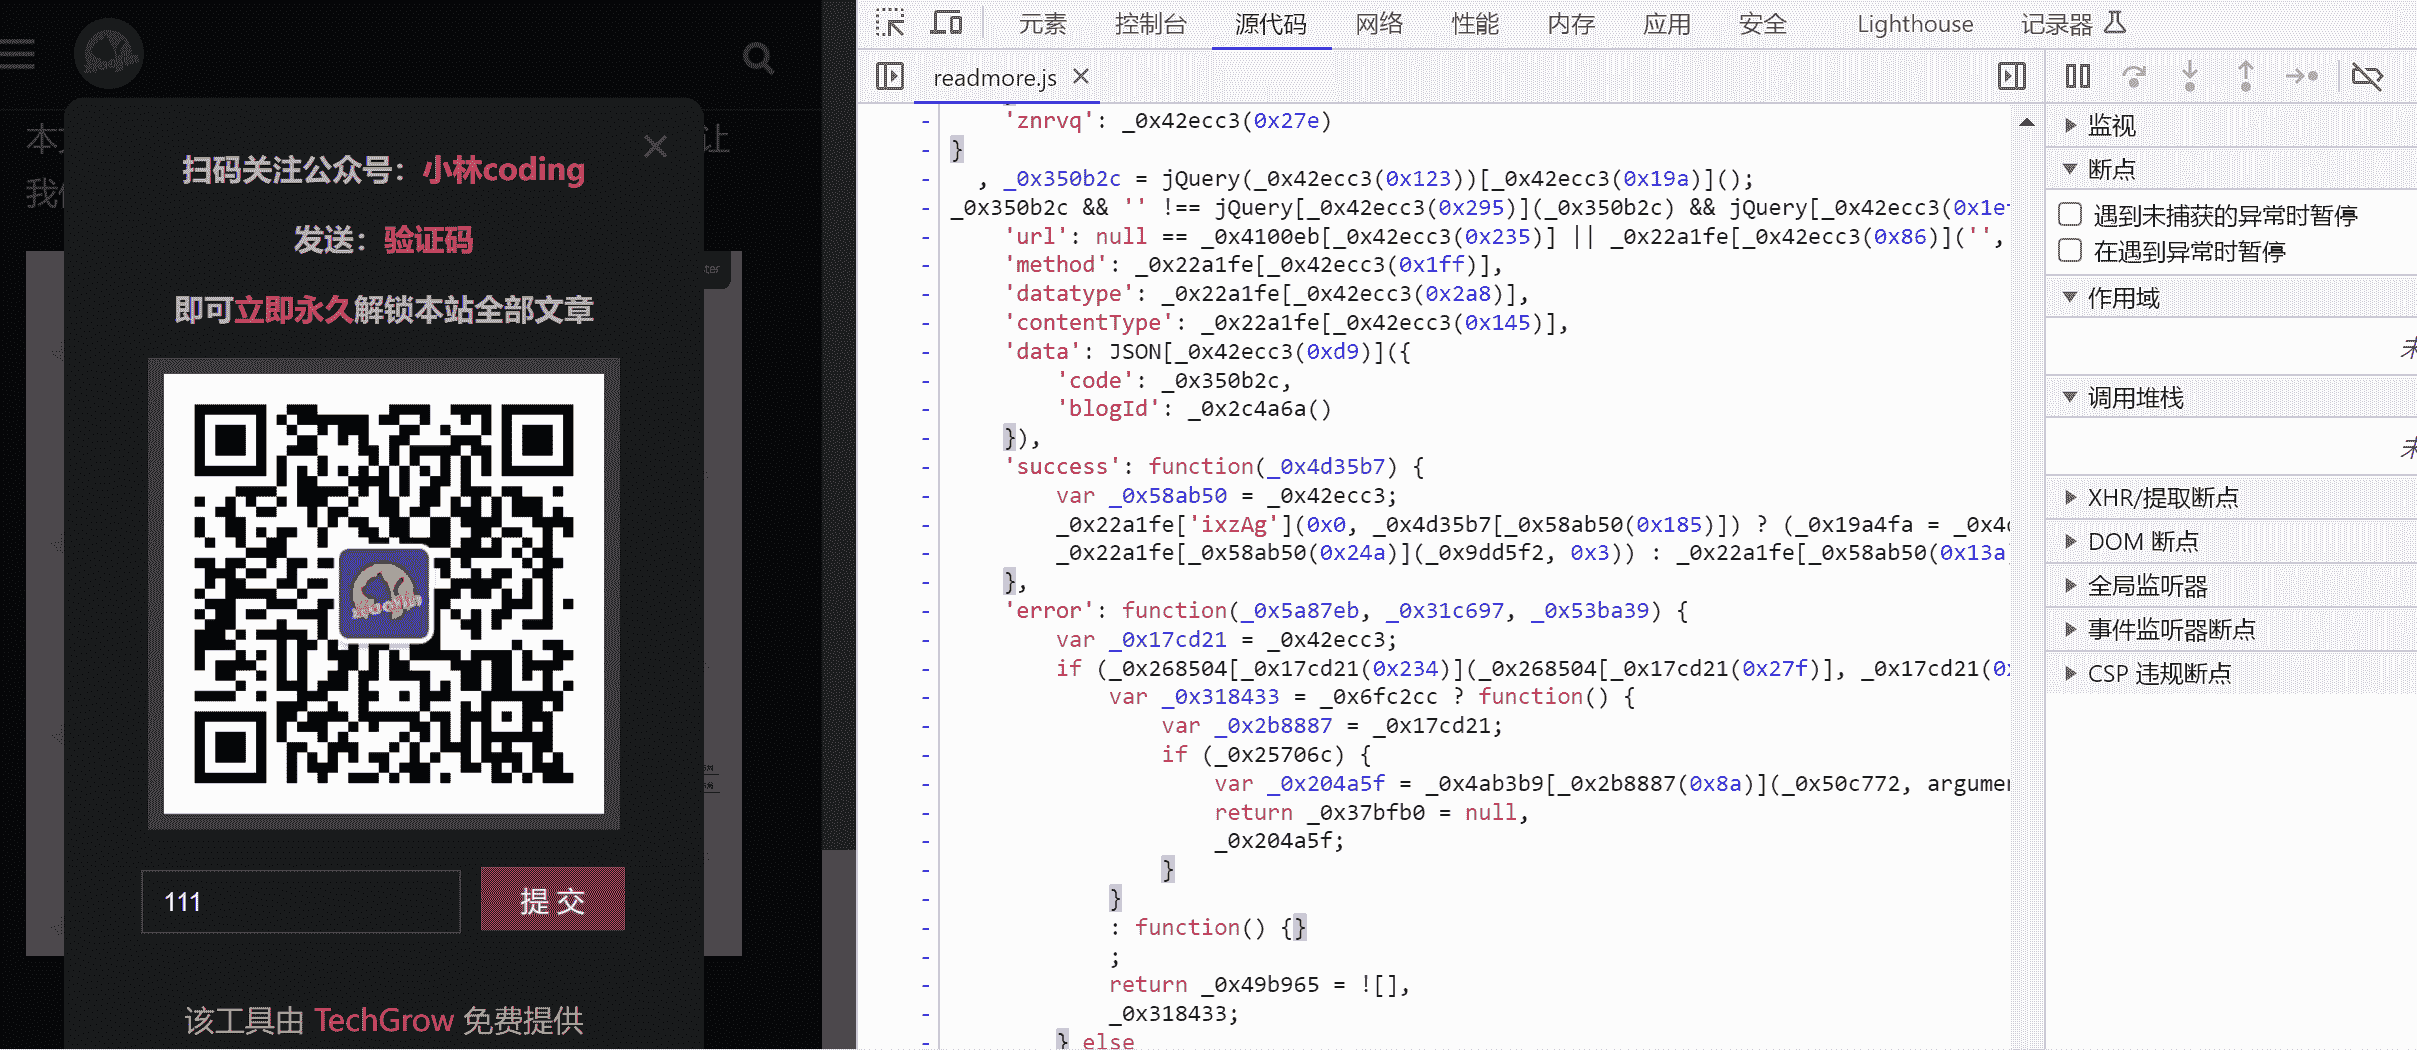 元素 控制台 源代码 网络 性能 内存 应用 安全 Lighthouse 记录器
readmore.js
本 让
我
扫码关注公众号：小林coding
发送：验证码
即可立即永久解锁本站全部文章
111
提 交
该工具由 TechGrow 免费提供
'znrvq': _0x42ecc3(0x27e)
}
, _0x350b2c = jQuery(_0x42ecc3(0x123))[_0x42ecc3(0x19a)]();
_0x350b2c && '' !== jQuery[_0x42ecc3(0x295)](_0x350b2c) && jQuery[_0x42ecc3(0x1e
'url': null == _0x4100eb[_0x42ecc3(0x235)] || _0x22a1fe[_0x42ecc3(0x86)]('',
'method': _0x22a1fe[_0x42ecc3(0x1ff)],
'datatype': _0x22a1fe[_0x42ecc3(0x2a8)],
'contentType': _0x22a1fe[_0x42ecc3(0x145)],
'data': JSON[_0x42ecc3(0xd9)]({
'code': _0x350b2c,
'blogId': _0x2c4a6a()
}),
'success': function(_0x4d35b7) {
var _0x58ab50 = _0x42ecc3;
_0x22a1fe['ixzAg'](0x0, _0x4d35b7[_0x58ab50(0x185)]) ? (_0x19a4fa = _0x4d
_0x22a1fe[_0x58ab50(0x24a)](_0x9dd5f2, 0x3)) : _0x22a1fe[_0x58ab50(0x13a
},
'error': function(_0x5a87eb, _0x31c697, _0x53ba39) {
var _0x17cd21 = _0x42ecc3;
if (_0x268504[_0x17cd21(0x234)](_0x268504[_0x17cd21(0x27f)], _0x17cd21(0x
var _0x318433 = _0x6fc2cc ? function() {
var _0x2b8887 = _0x17cd21;
if (_0x25706c) {
var _0x204a5f = _0x4ab3b9[_0x2b8887(0x8a)](_0x50c772, argumen
return _0x37bfb0 = null,
_0x204a5f;
}
}
: function() {}
;
return _0x49b965 = ![],
_0x318433;
} else
监视
断点
遇到未捕获的异常时暂停
在遇到异常时暂停
作用域
未
调用堆栈
未
XHR/提取断点
DOM 断点
全局监听器
事件监听器断点
CSP 违规断点